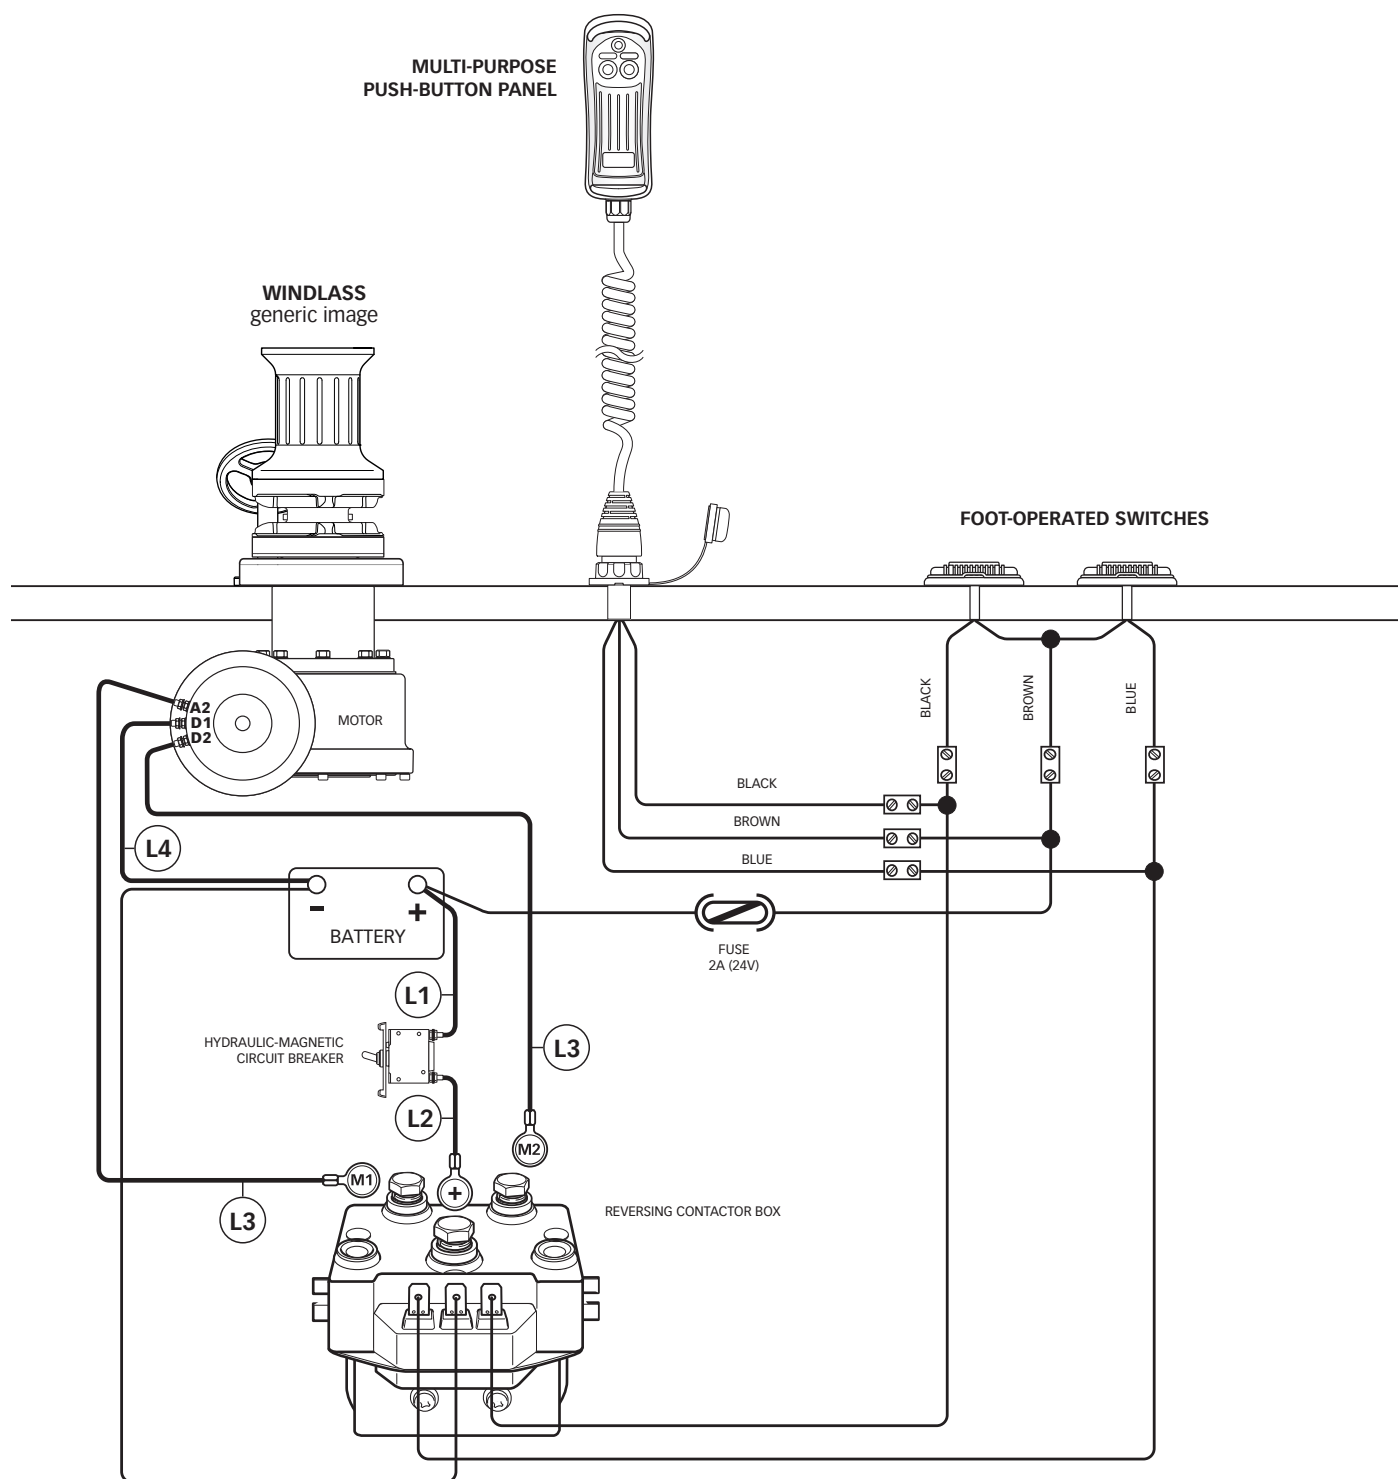 MULTI-PURPOSE
PUSH-BUTTON PANEL
WINDLASS
generic image
FOOT-OPERATED SWITCHES
BLACK
BROWN
BLUE
A2
D1
D2
MOTOR
BLACK
BROWN
BLUE
L4
-
+
BATTERY
FUSE
2A (24V)
L1
HYDRAULIC-MAGNETIC
CIRCUIT BREAKER
L3
L2
M2
M1
+
L3
REVERSING CONTACTOR BOX